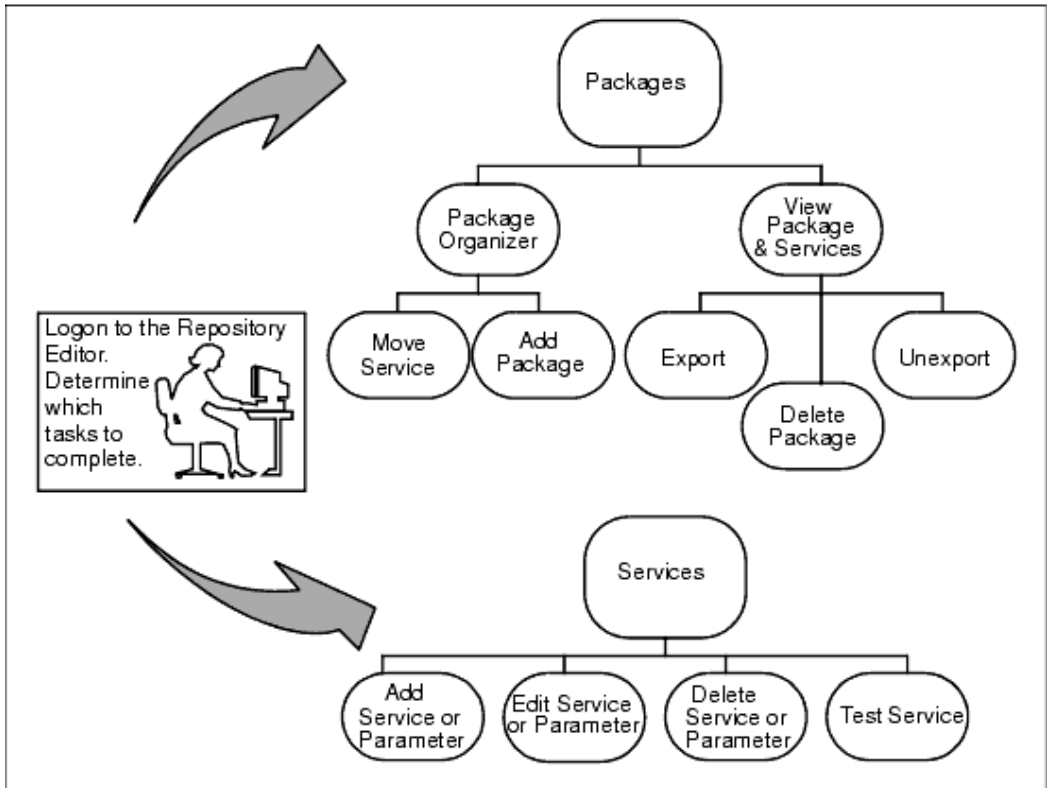 Packages
Package
Organizer
View
Package
& Services
Move
Service
Add
Package
Export
Unexport
Delete
Package
Logon to the Repository
Editor.
Determine
which
tasks to
complete.
Services
Add
Service or
Parameter
Edit Service
or Parameter
Delete
Service or
Parameter
Test Service